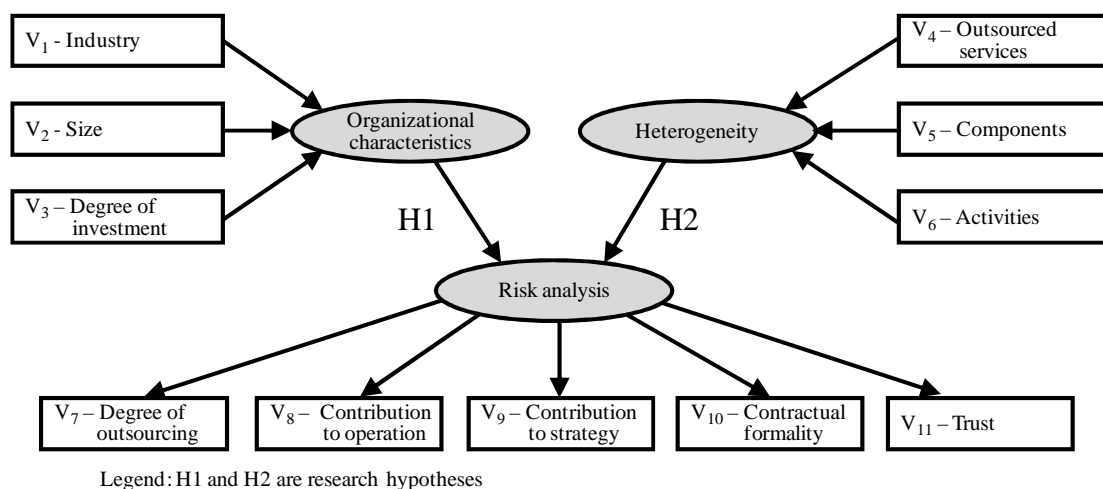 V1 - Industry
V2 - Size
V3 – Degree of
investment
Organizational
characteristics
Heterogeneity
V4 – Outsourced
services
V5 – Components
V6 – Activities
H1
H2
Risk analysis
V7 – Degree of
outsourcing
V8 – Contribution
to operation
V9 – Contribution
to strategy
V10 – Contractual
formality
V11 – Trust
Legend: H1 and H2 are research hypotheses